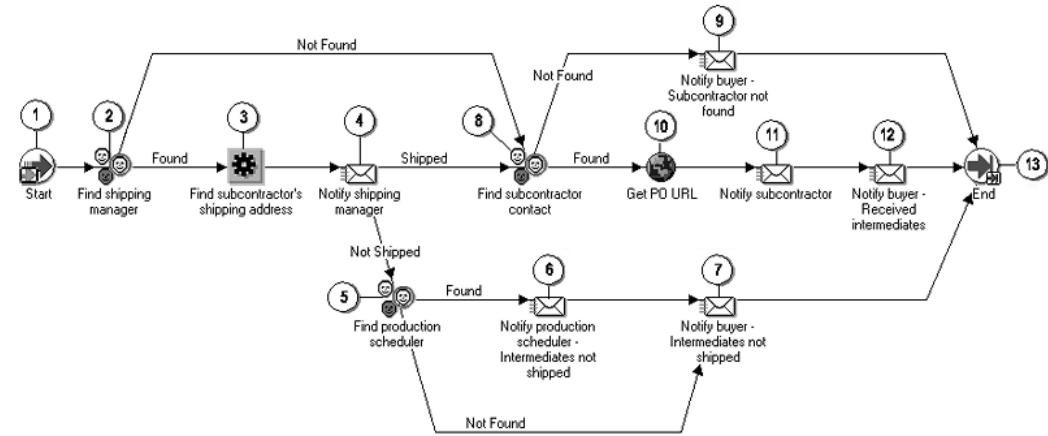 9
Not Found
Not Found
Notify buyer -
Subcontractor not
found
1
2
3
4
8
10
11
12
13
Found
Shipped
Found
Start
Find shipping
manager
Find subcontractor's
shipping address
Notify shipping
manager
Find subcontractor
contact
Get PO URL
Notify subcontractor
Notify buyer -
Received
intermediates
End
Not Shipped
5
6
7
Found
Find production
scheduler
Notify production
scheduler -
Intermediates not
shipped
Notify buyer -
Intermediates not
shipped
Not Found